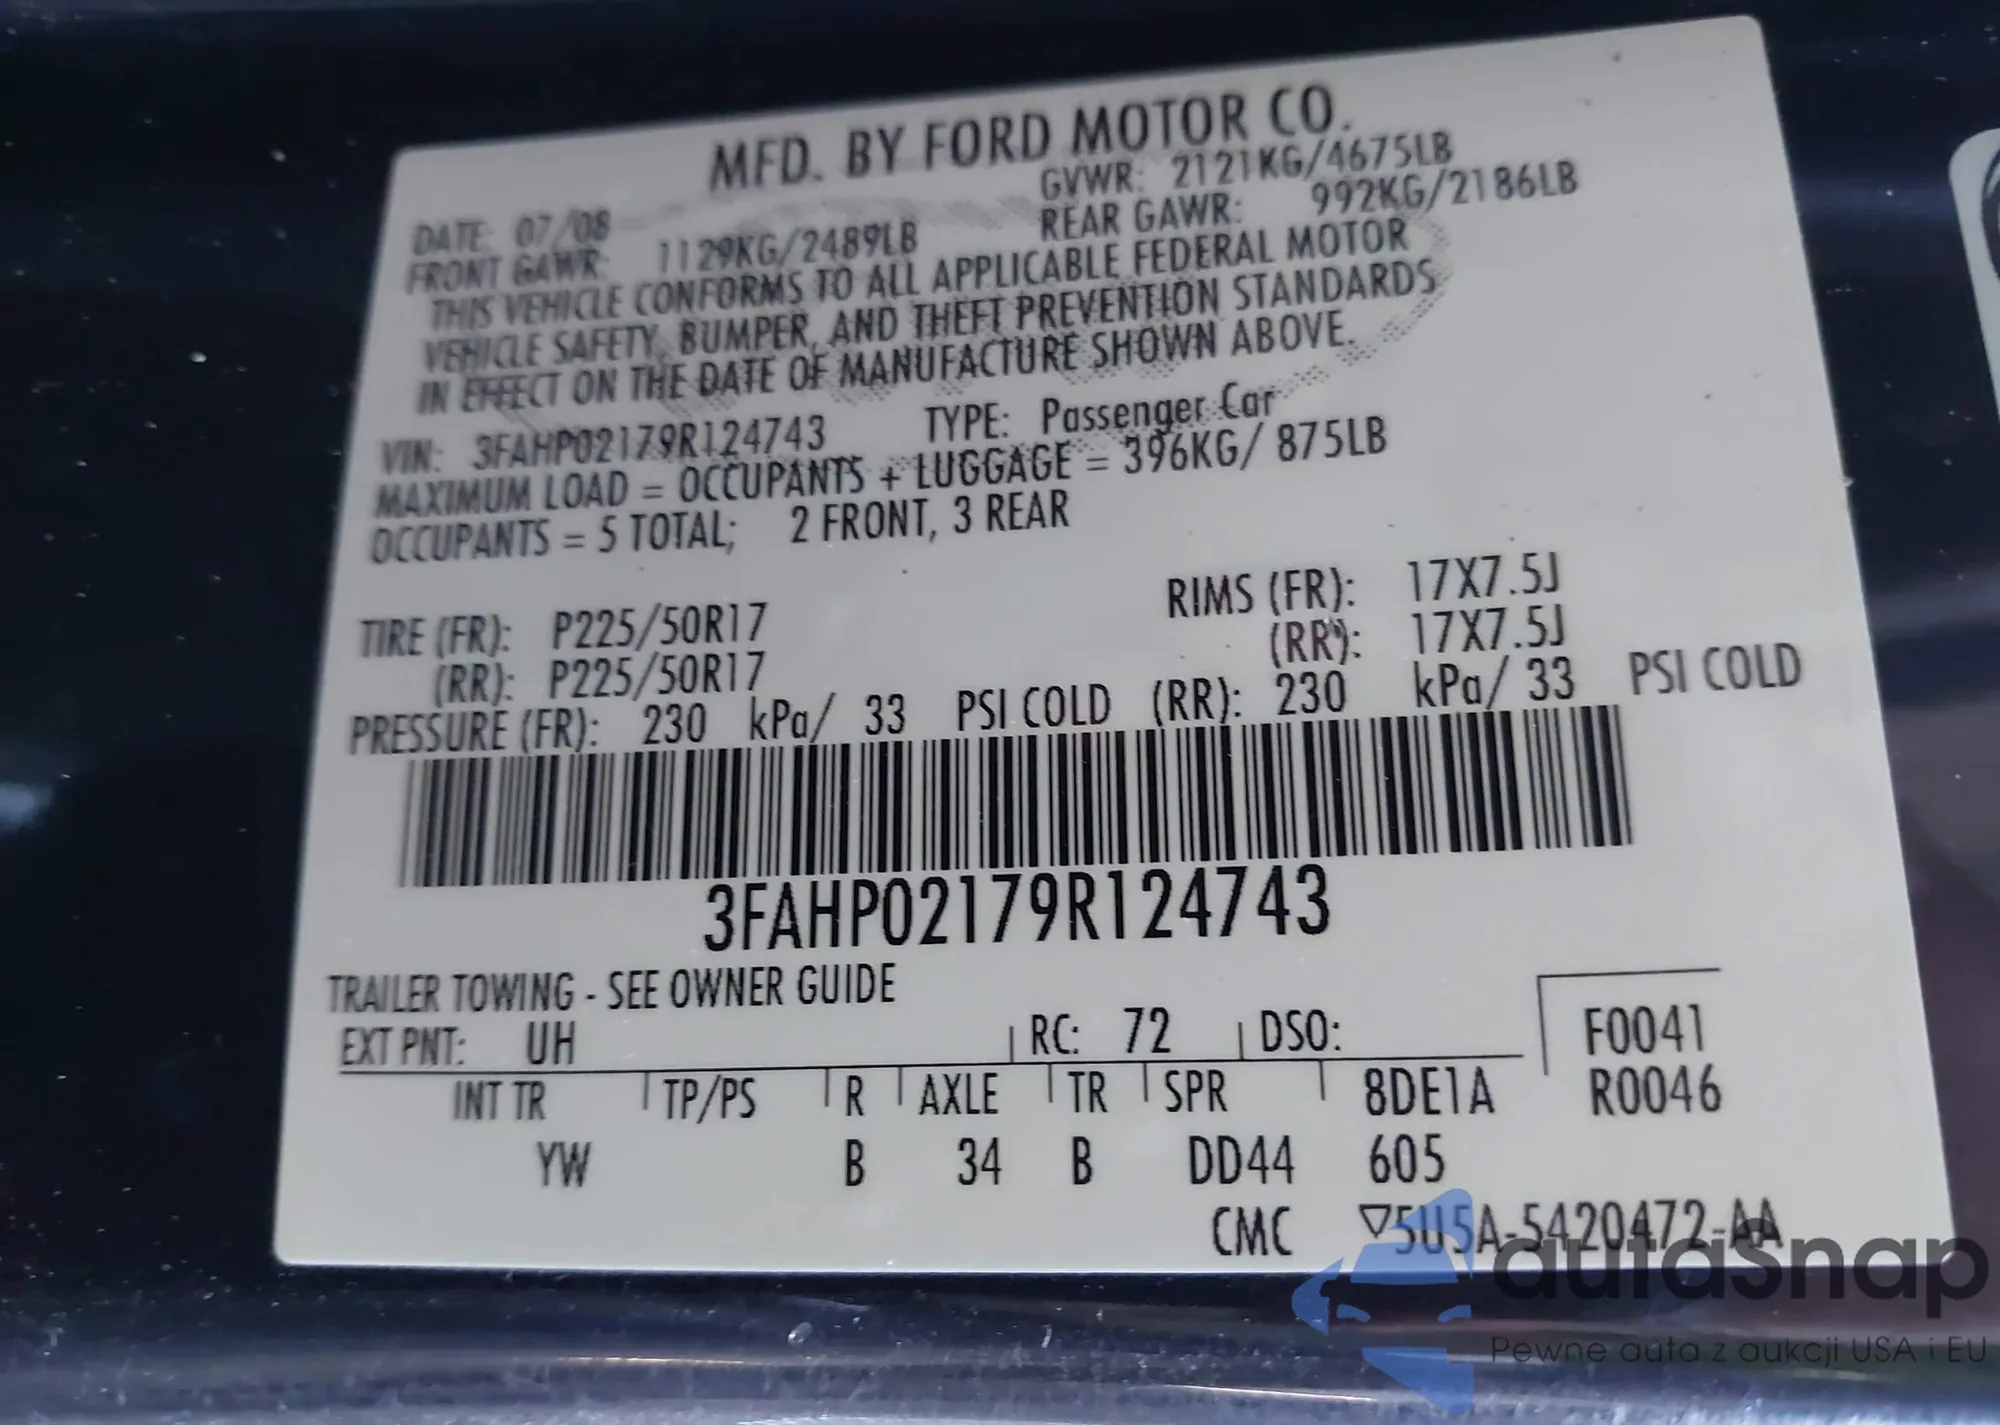 MFD. BY FORD MOTOR CO.
DATE: 07/08 GVWR: 2121KG/4675LB
FRONT GAWR: 1129KG/2489LB REAR GAWR: 992KG/2186LB
THIS VEHICLE CONFORMS TO ALL APPLICABLE FEDERAL MOTOR
VEHICLE SAFETY, BUMPER, AND THEFT PREVENTION STANDARDS
IN EFFECT ON THE DATE OF MANUFACTURE SHOWN ABOVE.
VIN: 3FAHP02179R124743 TYPE: Passenger Car
MAXIMUM LOAD = OCCUPANTS + LUGGAGE = 396KG/ 875LB
OCCUPANTS = 5 TOTAL; 2 FRONT, 3 REAR
TIRE (FR): P225/50R17 RIMS (FR): 17X7.5J
(RR): P225/50R17 (RR): 17X7.5J
PRESSURE (FR): 230 kPa/ 33 PSI COLD (RR): 230 kPa/ 33 PSI COLD
3FAHP02179R124743
TRAILER TOWING - SEE OWNER GUIDE
EXT PNT: UH RC: 72 DSO: F0041
INT TR TP/PS R AXLE TR SPR 8DE1A R0046
YW B 34 B DD44 605
CMC ▽5U5A-5420472-AA
autaSnap
Pewne auta z aukcji USA i EU